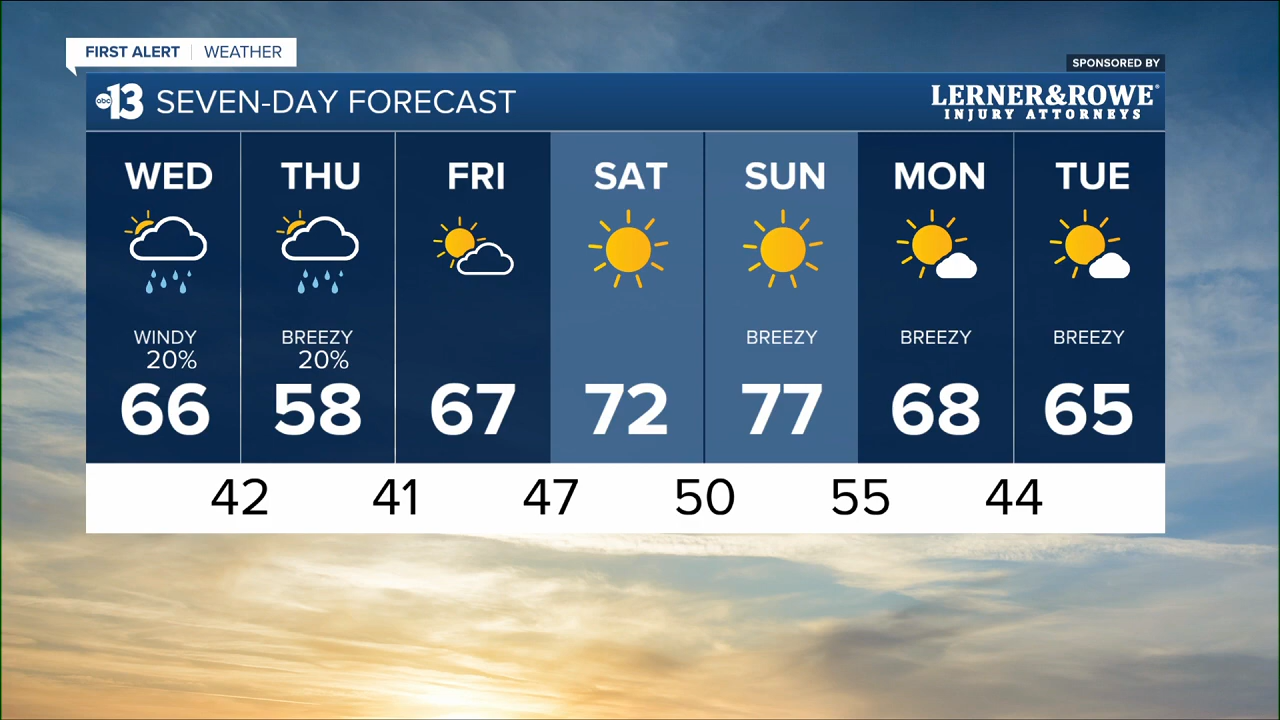 FIRST ALERT | WEATHER
SPONSORED BY
abc 13 SEVEN-DAY FORECAST
LERNER&ROWE®
INJURY ATTORNEYS
WED THU FRI SAT SUN MON TUE
WINDY BREEZY BREEZY BREEZY BREEZY
20% 20%
66 58 67 72 77 68 65
42 41 47 50 55 44